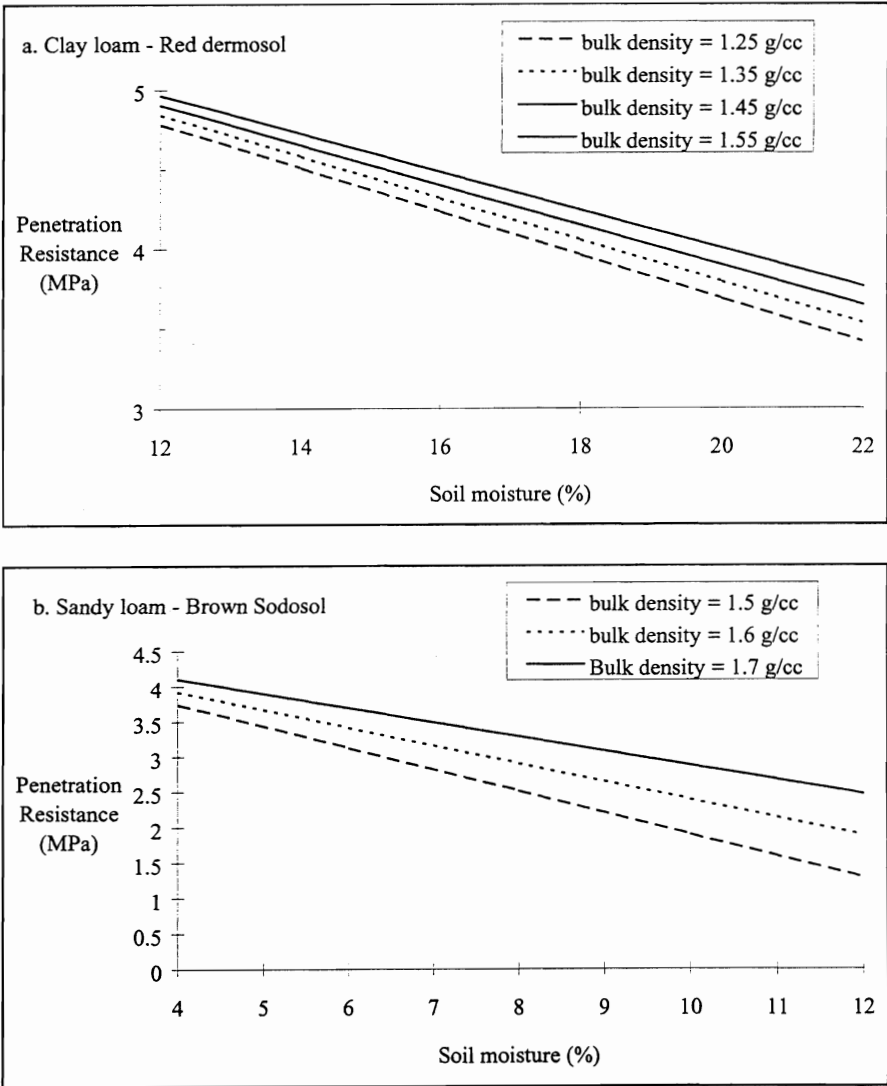 a. Clay loam - Red dermosol
bulk density = 1.25 g/cc
bulk density = 1.35 g/cc
bulk density = 1.45 g/cc
bulk density = 1.55 g/cc
5
4
3
Penetration
Resistance
(MPa)
12 14 16 18 20 22
Soil moisture (%)
b. Sandy loam - Brown Sodosol
bulk density = 1.5 g/cc
bulk density = 1.6 g/cc
Bulk density = 1.7 g/cc
4.5
4
3.5
3
2.5
2
1.5
1
0.5
0
Penetration
Resistance
(MPa)
4 5 6 7 8 9 10 11 12
Soil moisture (%)